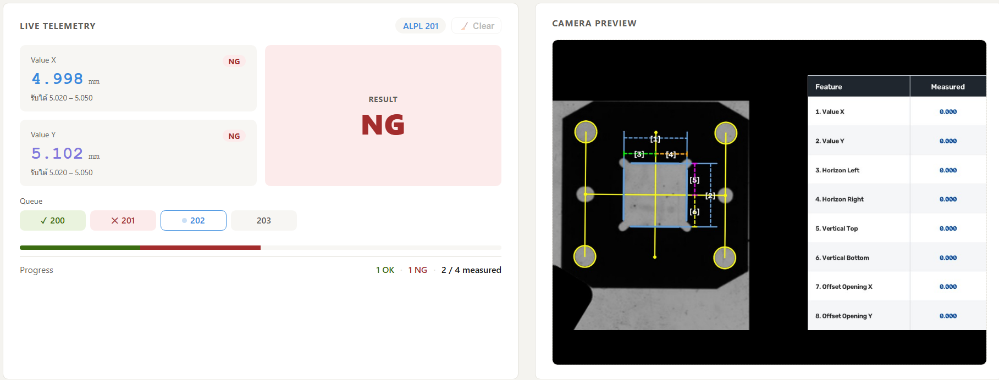 LIVE TELEMETRY
ALPL 201
Clear
Value X
NG
4.998 mm
รับได้ 5.020 – 5.050
Value Y
NG
5.102 mm
รับได้ 5.020 – 5.050
RESULT
NG
Queue
✓ 200
✕ 201
202
203
Progress
1 OK · 1 NG · 2 / 4 measured
CAMERA PREVIEW
[1]
[3] [4]
[5]
[2]
[6]
Feature Measured
1. Value X 0.000
2. Value Y 0.000
3. Horizon Left 0.000
4. Horizon Right 0.000
5. Vertical Top 0.000
6. Vertical Bottom 0.000
7. Offset Opening X 0.000
8. Offset Opening Y 0.000